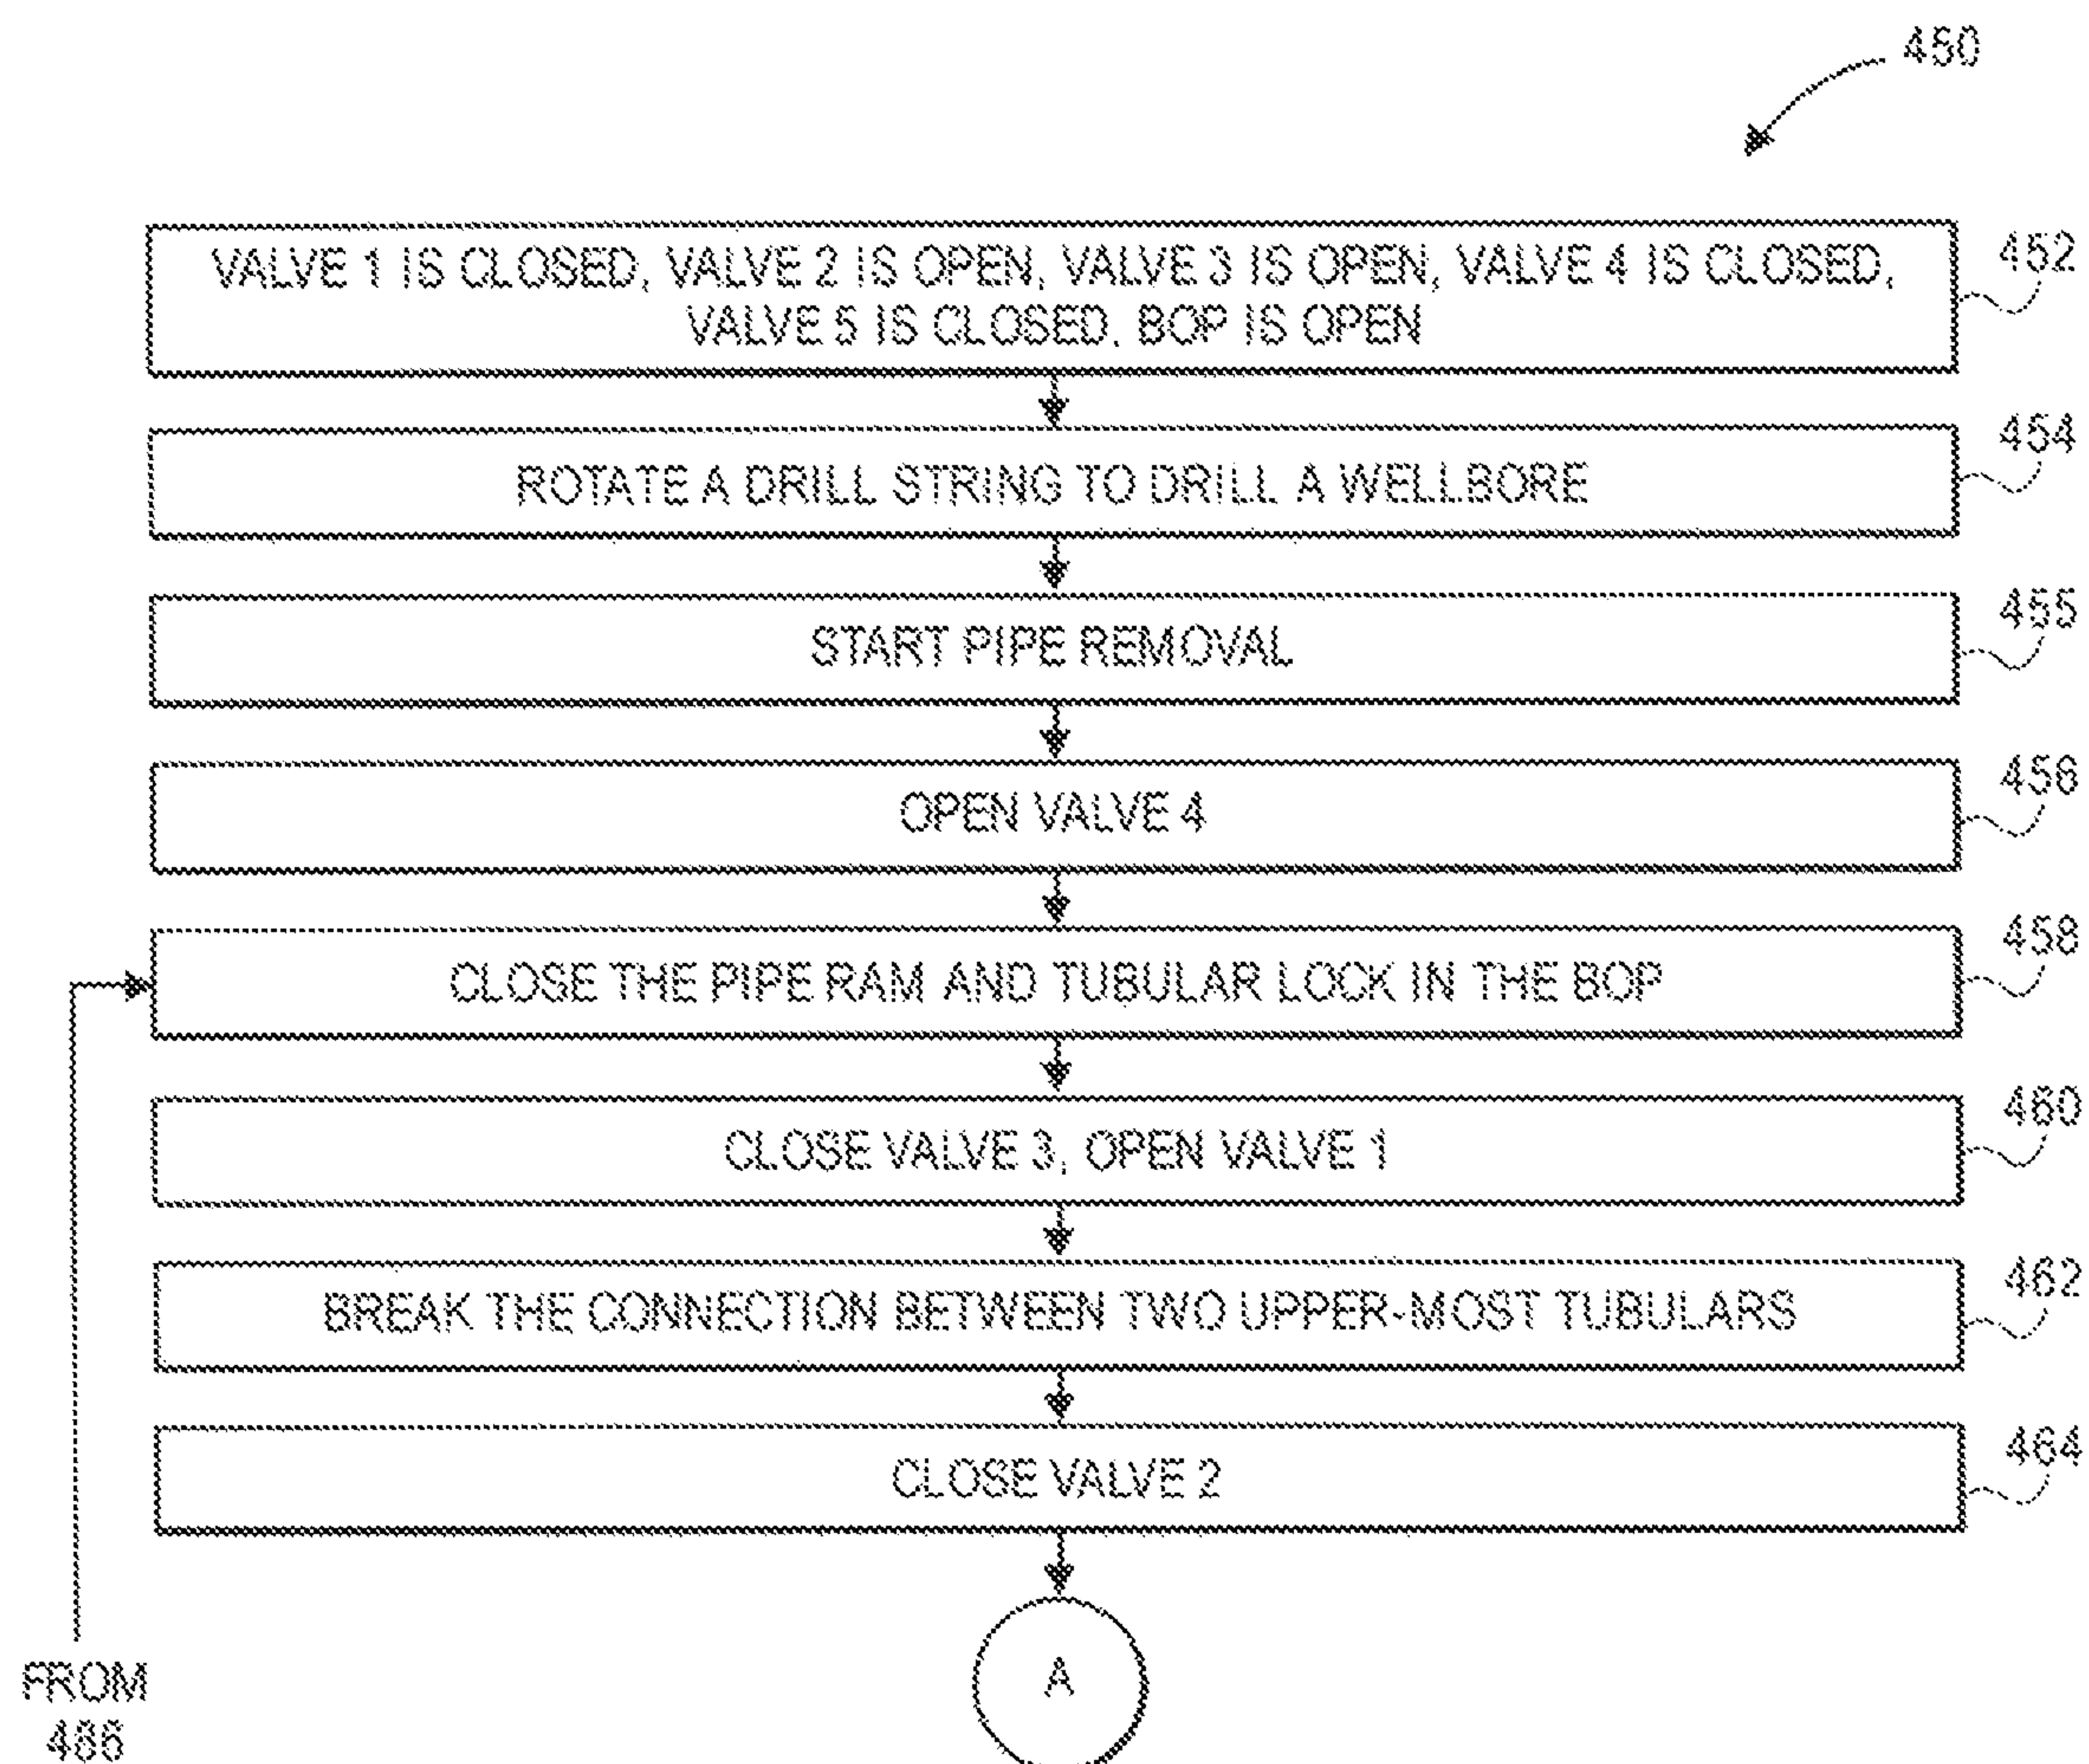 450
VALVE 1 IS CLOSED, VALVE 2 IS OPEN, VALVE 3 IS OPEN, VALVE 4 IS CLOSED,
VALVE 5 IS CLOSED, BOP IS OPEN
452
ROTATE A DRILL STRING TO DRILL A WELLBORE
454
START PIPE REMOVAL
455
OPEN VALVE 4
456
CLOSE THE PIPE RAM AND TUBULAR LOCK IN THE BOP
458
CLOSE VALVE 3, OPEN VALVE 1
460
BREAK THE CONNECTION BETWEEN TWO UPPER-MOST TUBULARS
462
CLOSE VALVE 2
464
A
FROM